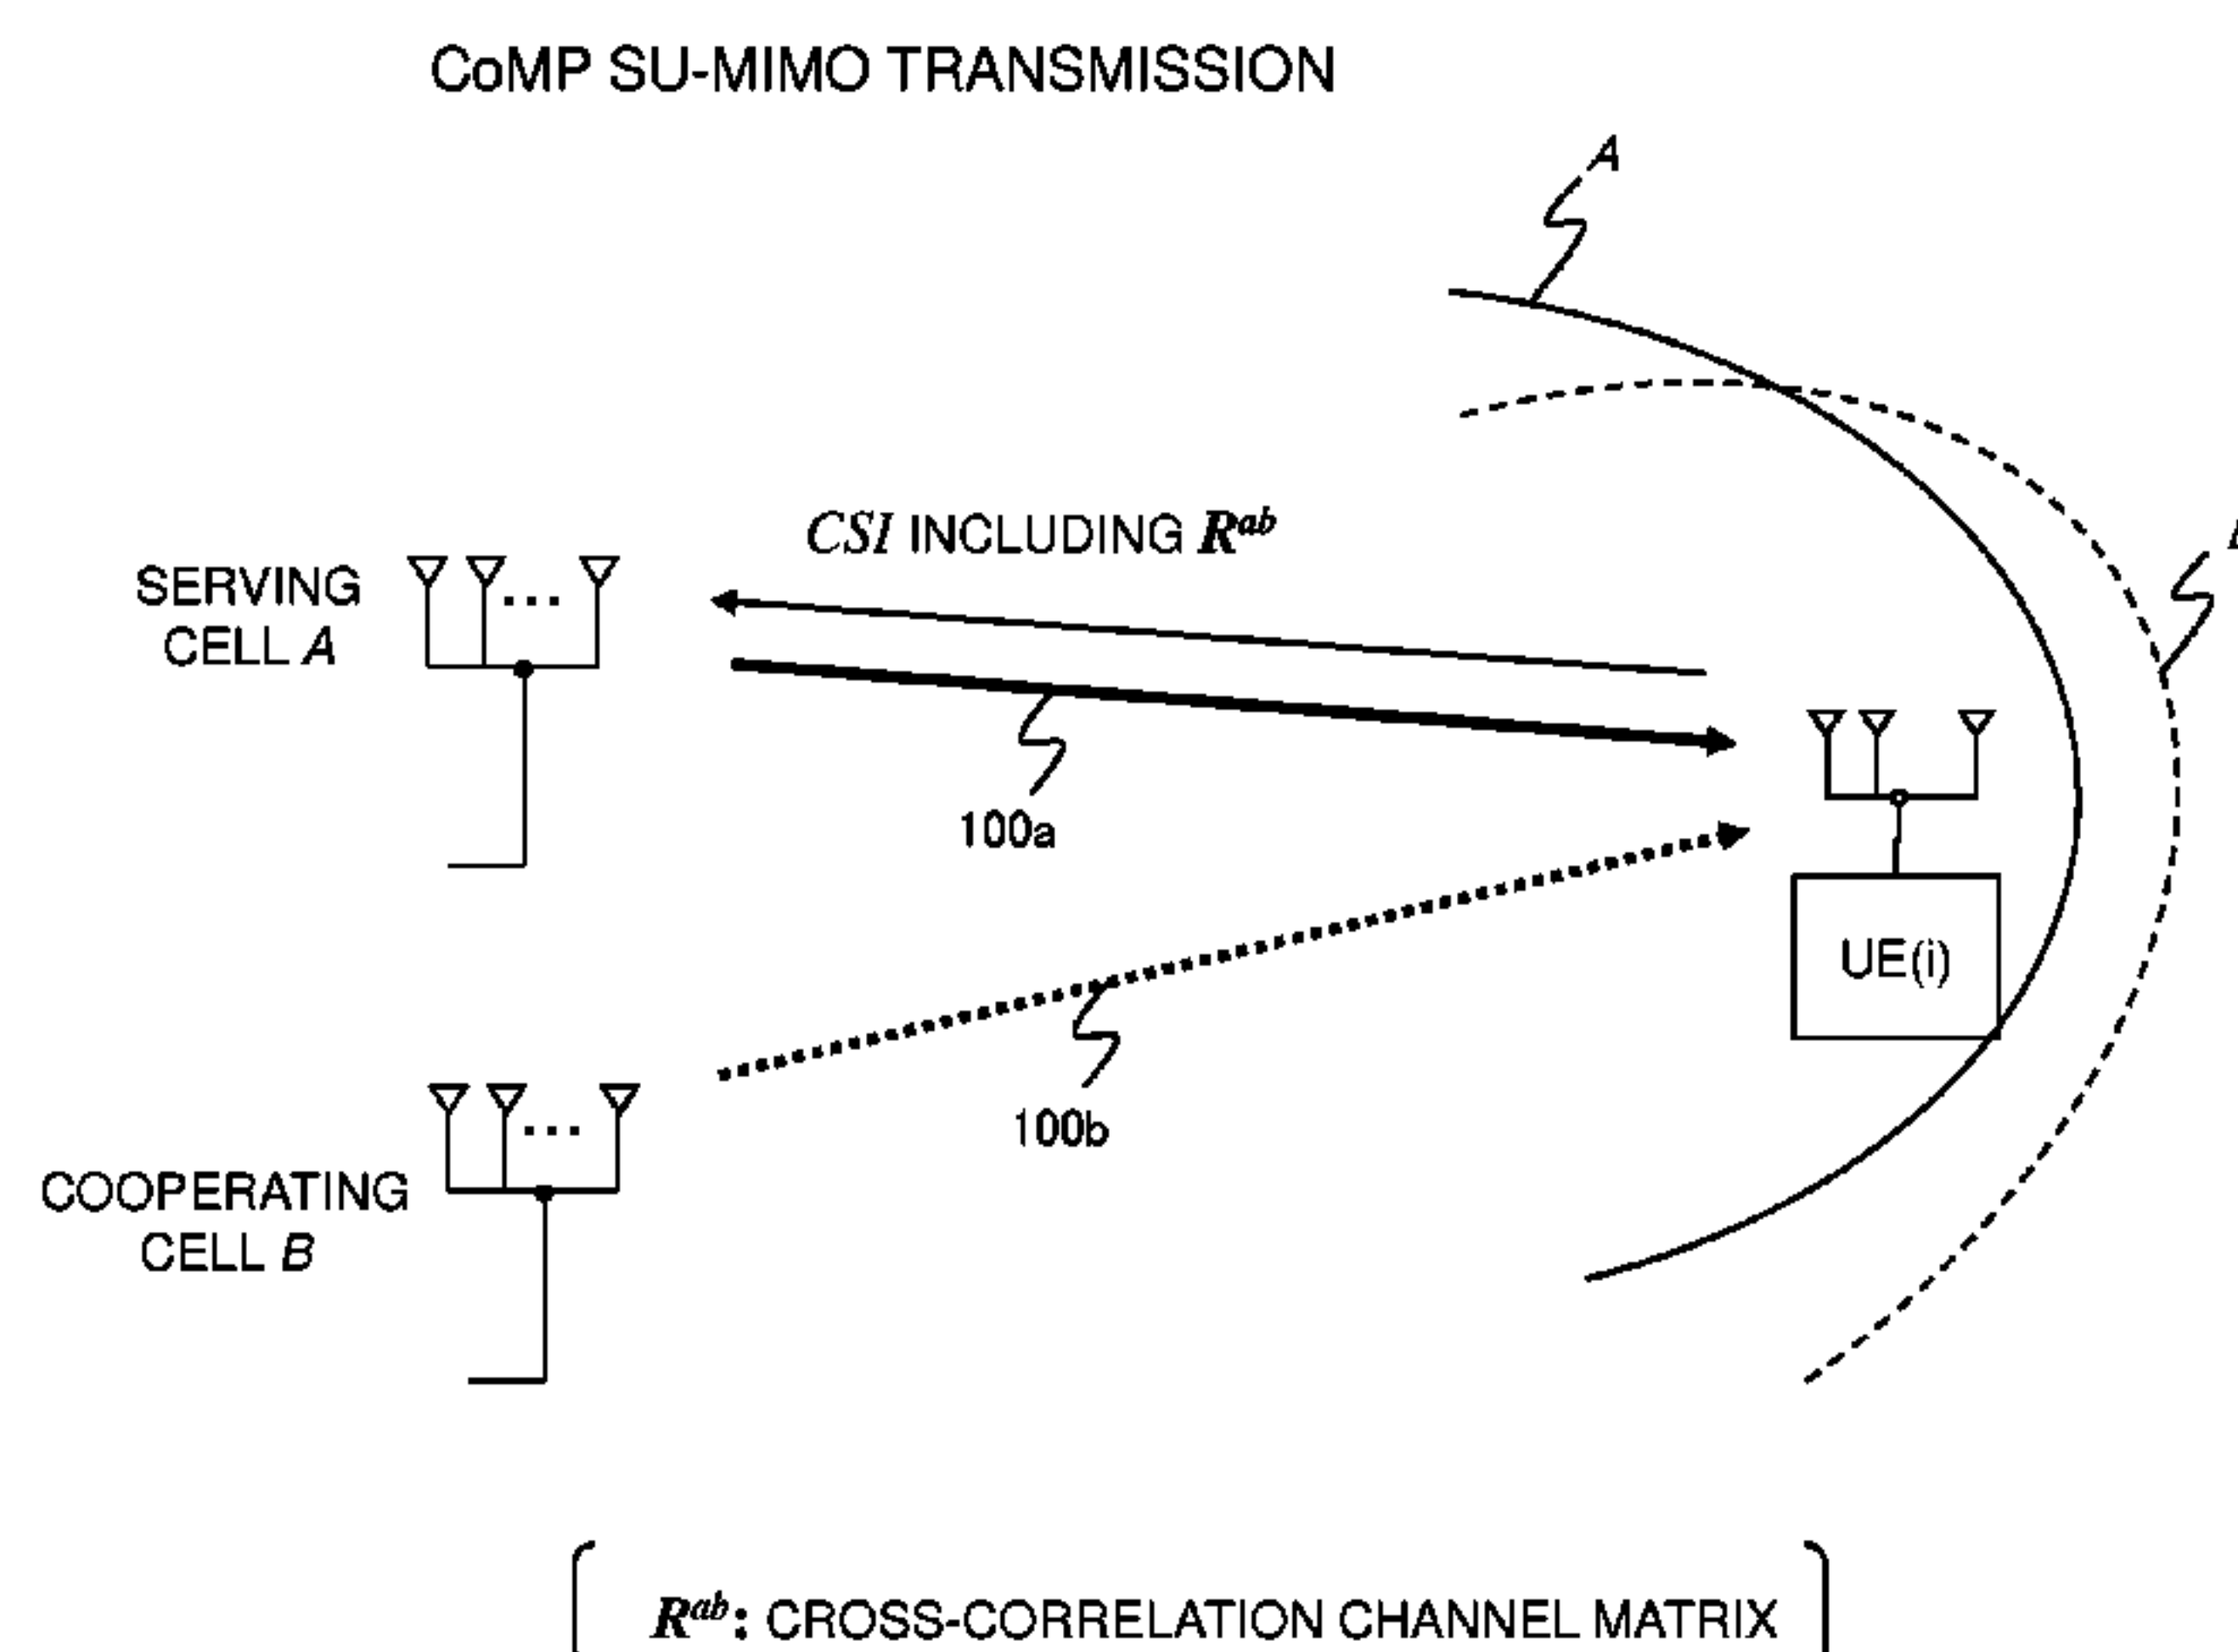 CoMP SU-MIMO TRANSMISSION
A
CSI INCLUDING R^ab
SERVING
CELL A
100a
UE(i)
100b
COOPERATING
CELL B
R^ab: CROSS-CORRELATION CHANNEL MATRIX